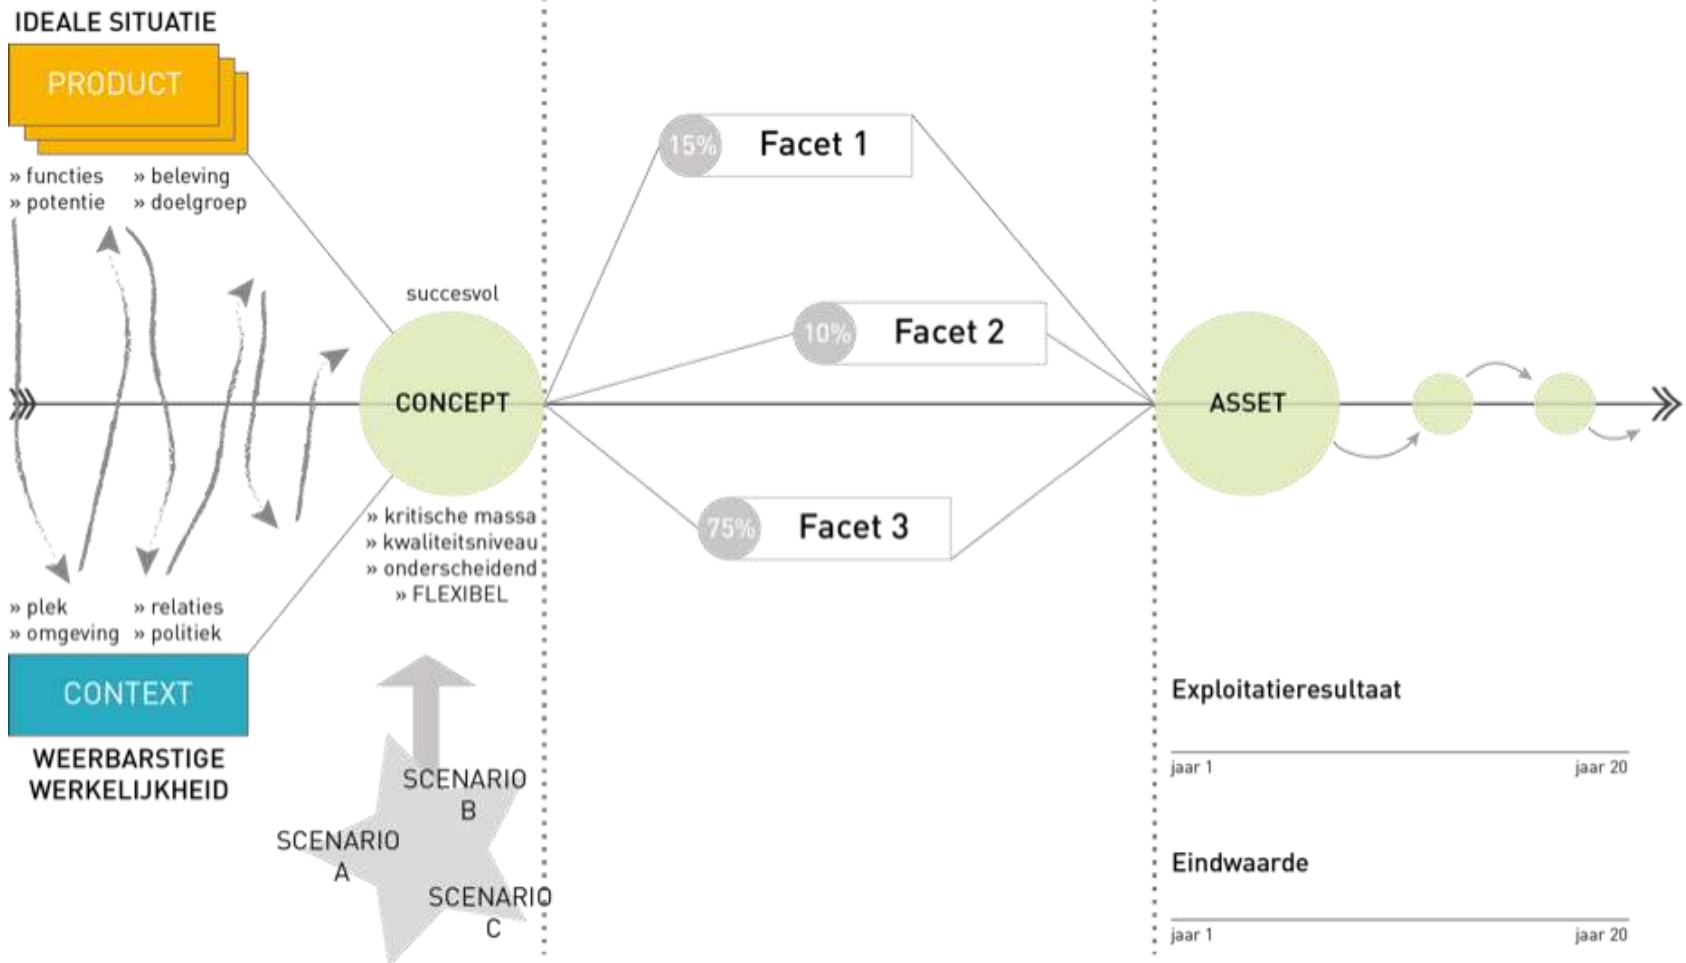 IDEALE SITUATIE
PRODUCT
» functies » beleving
» potentie » doelgroep
succesvol
CONCEPT
» kritische massa
» kwaliteitsniveau
» onderscheidend
» FLEXIBEL
» plek » relaties
» omgeving » politiek
CONTEXT
WEERBARSTIGE
WERKELIJKHEID
SCENARIO
A
SCENARIO
B
SCENARIO
C
15% Facet 1
10% Facet 2
75% Facet 3
ASSET
Exploitatieresultaat
jaar 1 jaar 20
Eindwaarde
jaar 1 jaar 20